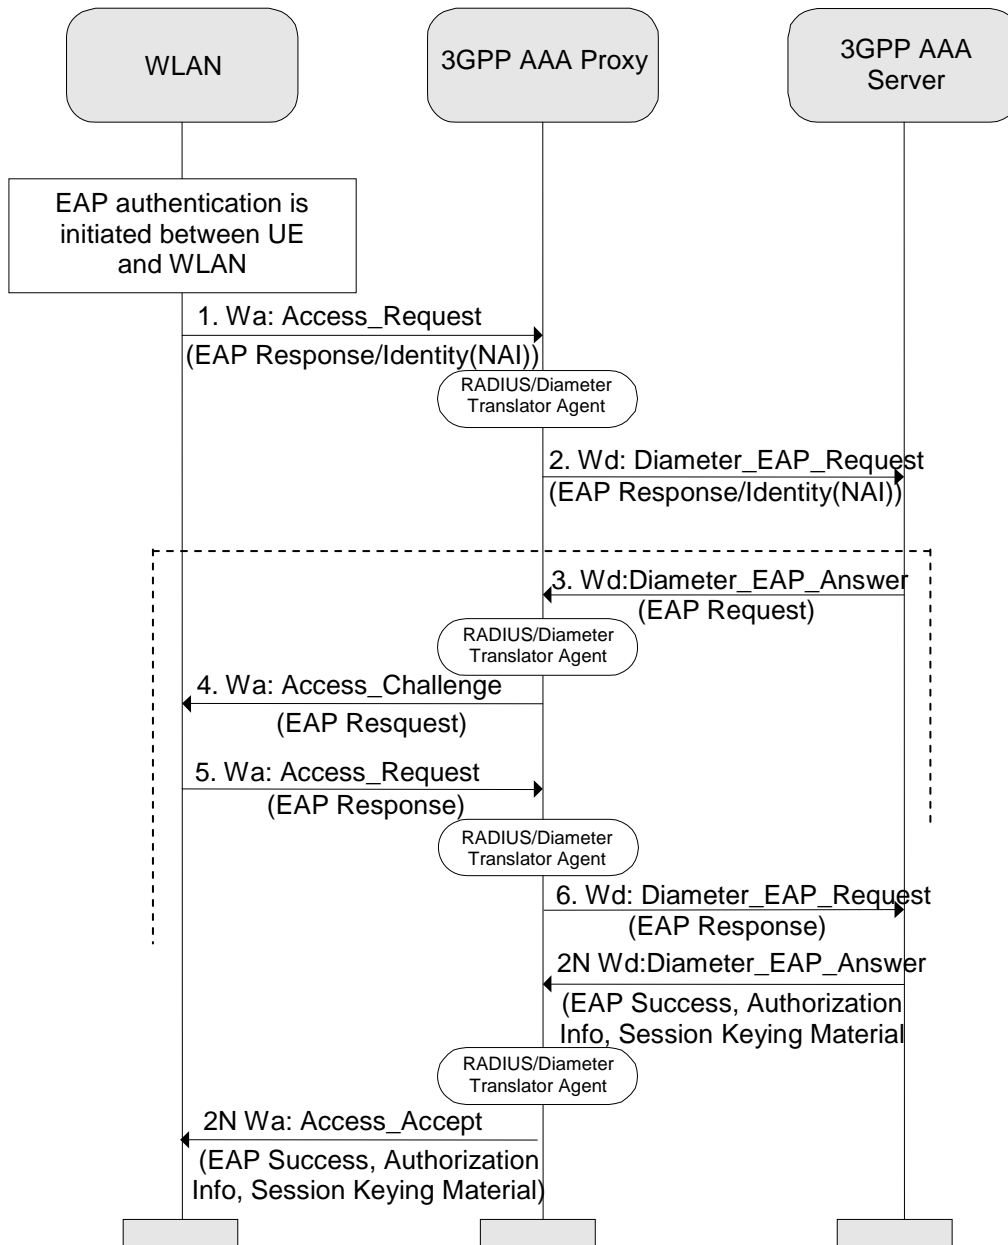 WLAN
3GPP AAA Proxy
3GPP AAA
Server
EAP authentication is
initiated between UE
and WLAN
1. Wa: Access_Request
(EAP Response/Identity(NAI))
RADIUS/Diameter
Translator Agent
2. Wd: Diameter_EAP_Request
(EAP Response/Identity(NAI))
3. Wd:Diameter_EAP_Answer
(EAP Request)
RADIUS/Diameter
Translator Agent
4. Wa: Access_Challenge
(EAP Resquest)
5. Wa: Access_Request
(EAP Response)
RADIUS/Diameter
Translator Agent
6. Wd: Diameter_EAP_Request
(EAP Response)
2N Wd:Diameter_EAP_Answer
(EAP Success, Authorization
Info, Session Keying Material
RADIUS/Diameter
Translator Agent
2N Wa: Access_Accept
(EAP Success, Authorization
Info, Session Keying Material)